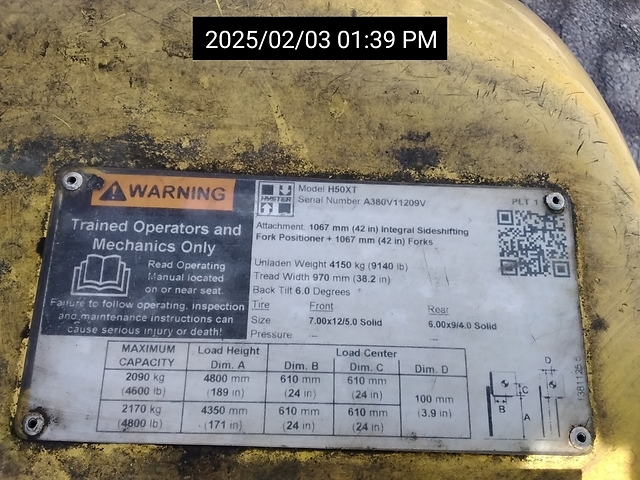 2025/02/03 01:39 PM
WARNING
Trained Operators and
Mechanics Only
Read Operating
Manual located
on or near seat.
Failure to follow operating, inspection
and maintenance instructions can
cause serious injury or death!
HYSTER
Model H50XT
Serial Number A380V11209V
PLT 1
Attachment. 1067 mm (42 in) Integral Sideshifting
Fork Positioner + 1067 mm (42 in) Forks
Unladen Weight 4150 kg (9140 lb)
Tread Width 970 mm (38.2 in)
Back Tilt 6.0 Degrees
Tire Front Rear
Size 7.00x12/5.0 Solid 6.00x9/4.0 Solid
Pressure --- ---
MAXIMUM CAPACITY Load Height Load Center
Dim. A Dim. B Dim. C Dim. D
2090 kg 4800 mm 610 mm 610 mm
(4600 lb) (189 in) (24 in) (24 in)
100 mm
(3.9 in)
2170 kg 4350 mm 610 mm 610 mm
(4800 lb) (171 in) (24 in) (24 in)
D
C
B
A